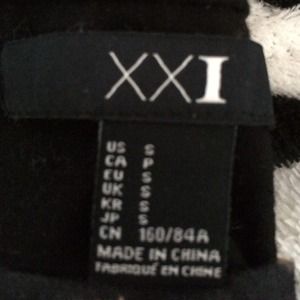 XXI
US S
CA P
EU S
UK S
KR S
JP S
CN 160/84A
MADE IN CHINA
FABRIQUÉ EN CHINE